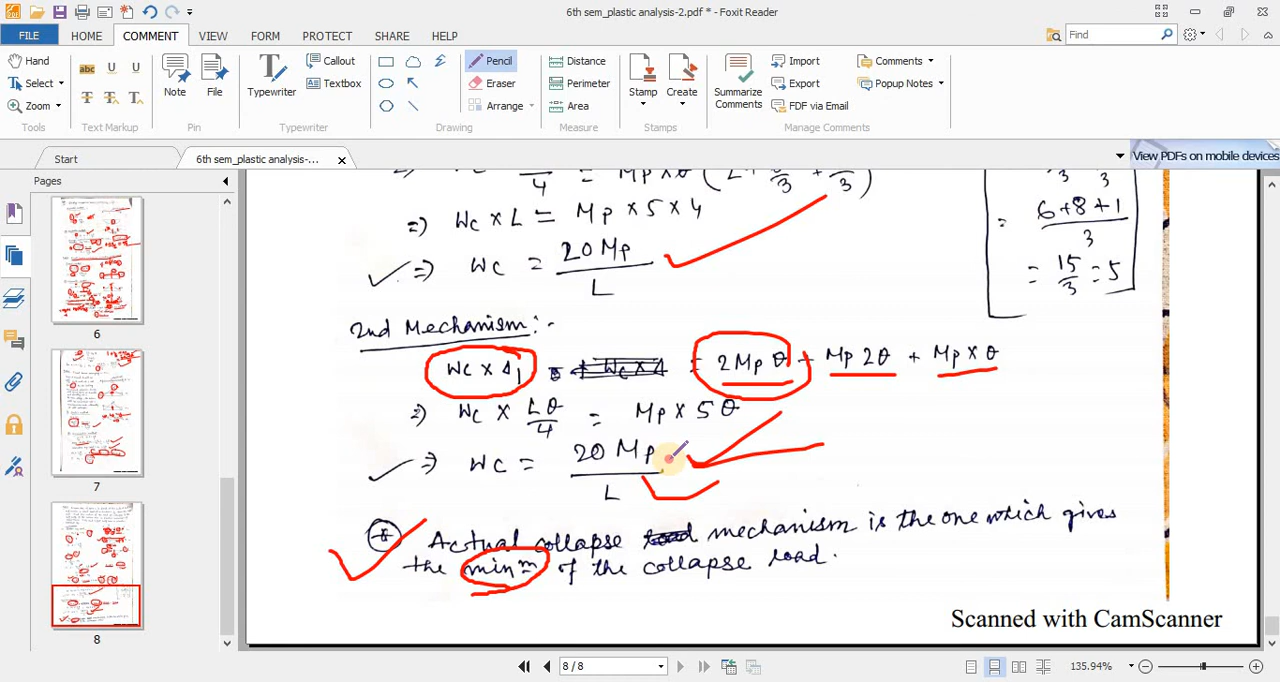 6th sem_plastic analysis-2.pdf * - Foxit Reader
FILE HOME COMMENT VIEW FORM PROTECT SHARE HELP
Find
Hand
Select
Zoom
Tools
abc U U
T T T
Text Markup
Note File
Pin
Typewriter
Callout
Textbox
Typewriter
Pencil
Eraser
Arrange
Drawing
Distance
Perimeter
Area
Measure
Stamp Create
Stamps
Summarize
Comments
Import
Export
FDF via Email
Comments
Popup Notes
Manage Comments
Start
6th sem_plastic analysis-... x
View PDFs on mobile devices
Pages
6
7
8
⇒ Wc × L = Mp × 5 × 4
⇒ Wc = 20 Mp / L
= 6+8+1 / 3
= 15/3 = 5
2nd Mechanism:-
Wc × Δ1 = 2Mp θ + Mp 2θ + Mp × θ
⇒ Wc × Lθ/4 = Mp × 5θ
⇒ Wc = 20 Mp / L
* Actual collapse mechanism is the one which gives
the minm of the collapse load.
Scanned with CamScanner
8 / 8
135.94%